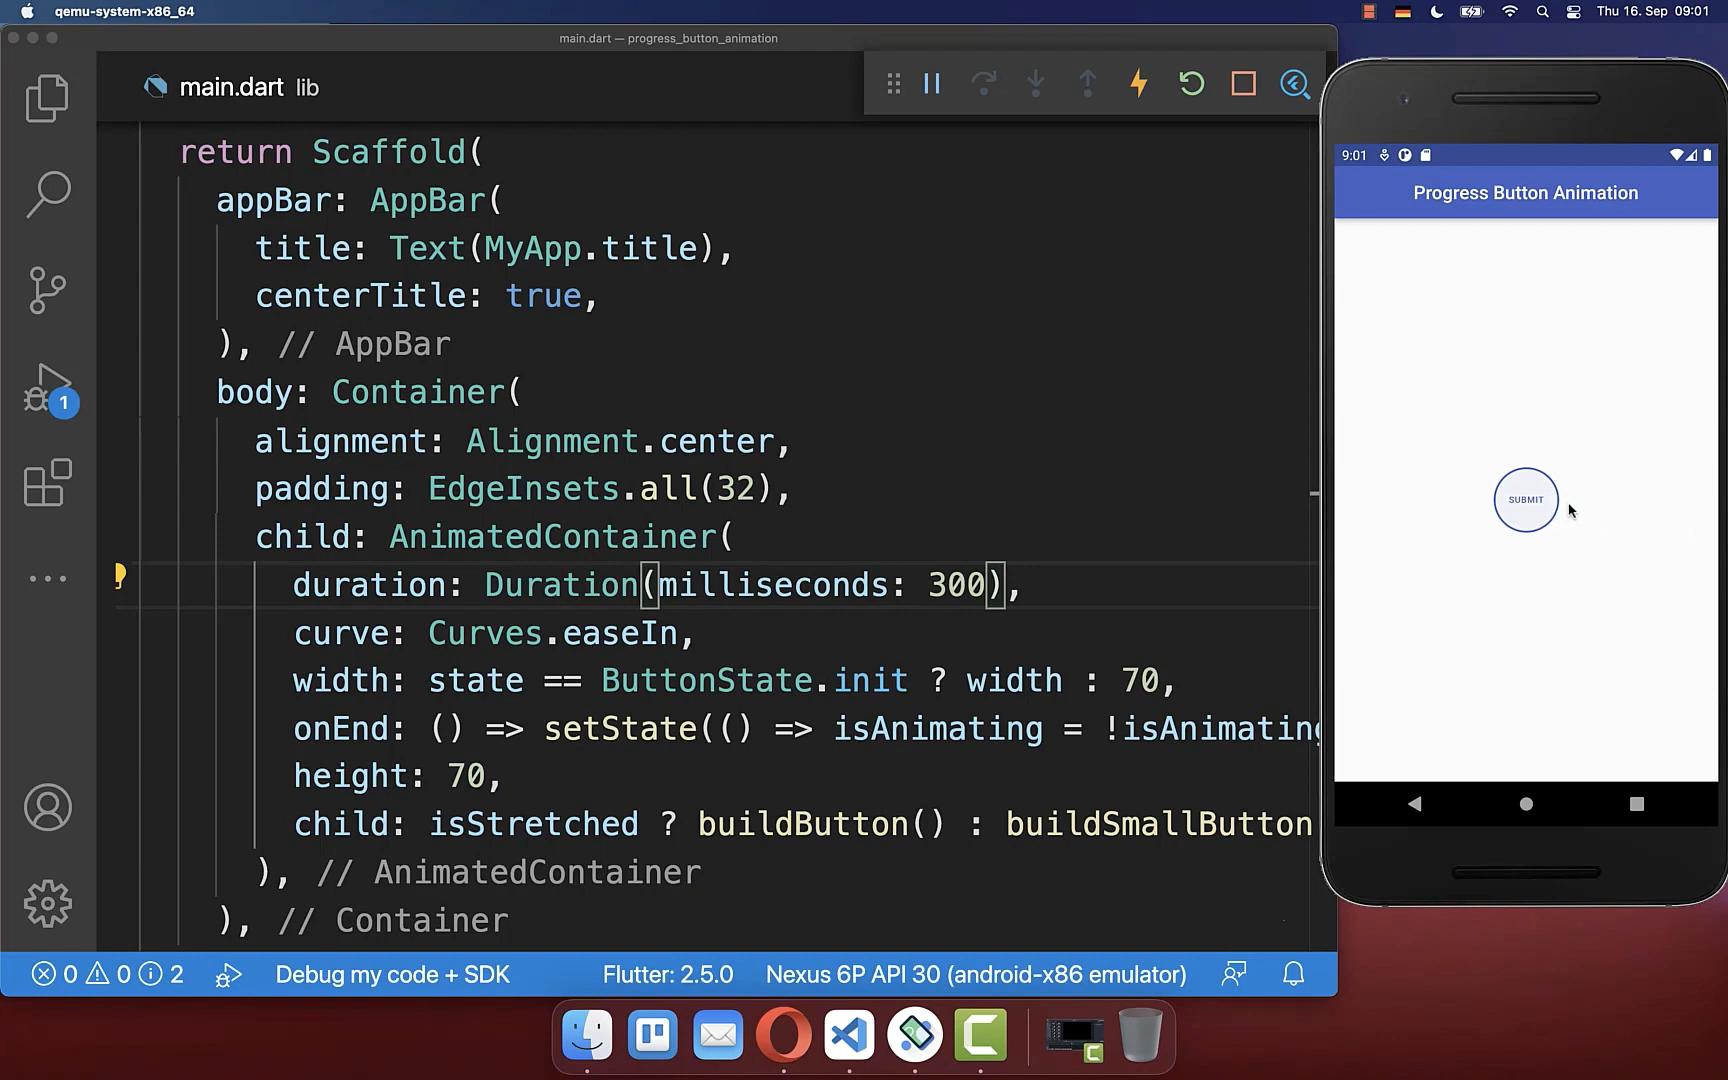 qemu-system-x86_64
Thu 16. Sep 09:01
main.dart — progress_button_animation
main.dart lib
return Scaffold(
appBar: AppBar(
title: Text(MyApp.title),
centerTitle: true,
), // AppBar
body: Container(
alignment: Alignment.center,
padding: EdgeInsets.all(32),
child: AnimatedContainer(
duration: Duration(milliseconds: 300),
curve: Curves.easeIn,
width: state == ButtonState.init ? width : 70,
onEnd: () => setState(() => isAnimating = !isAnimating
height: 70,
child: isStretched ? buildButton() : buildSmallButton
), // AnimatedContainer
), // Container
1
0 0 2 Debug my code + SDK Flutter: 2.5.0 Nexus 6P API 30 (android-x86 emulator)
9:01
Progress Button Animation
SUBMIT